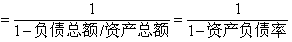 = 1/(1-负债总额/资产总额) = 1/(1-资产负债率)